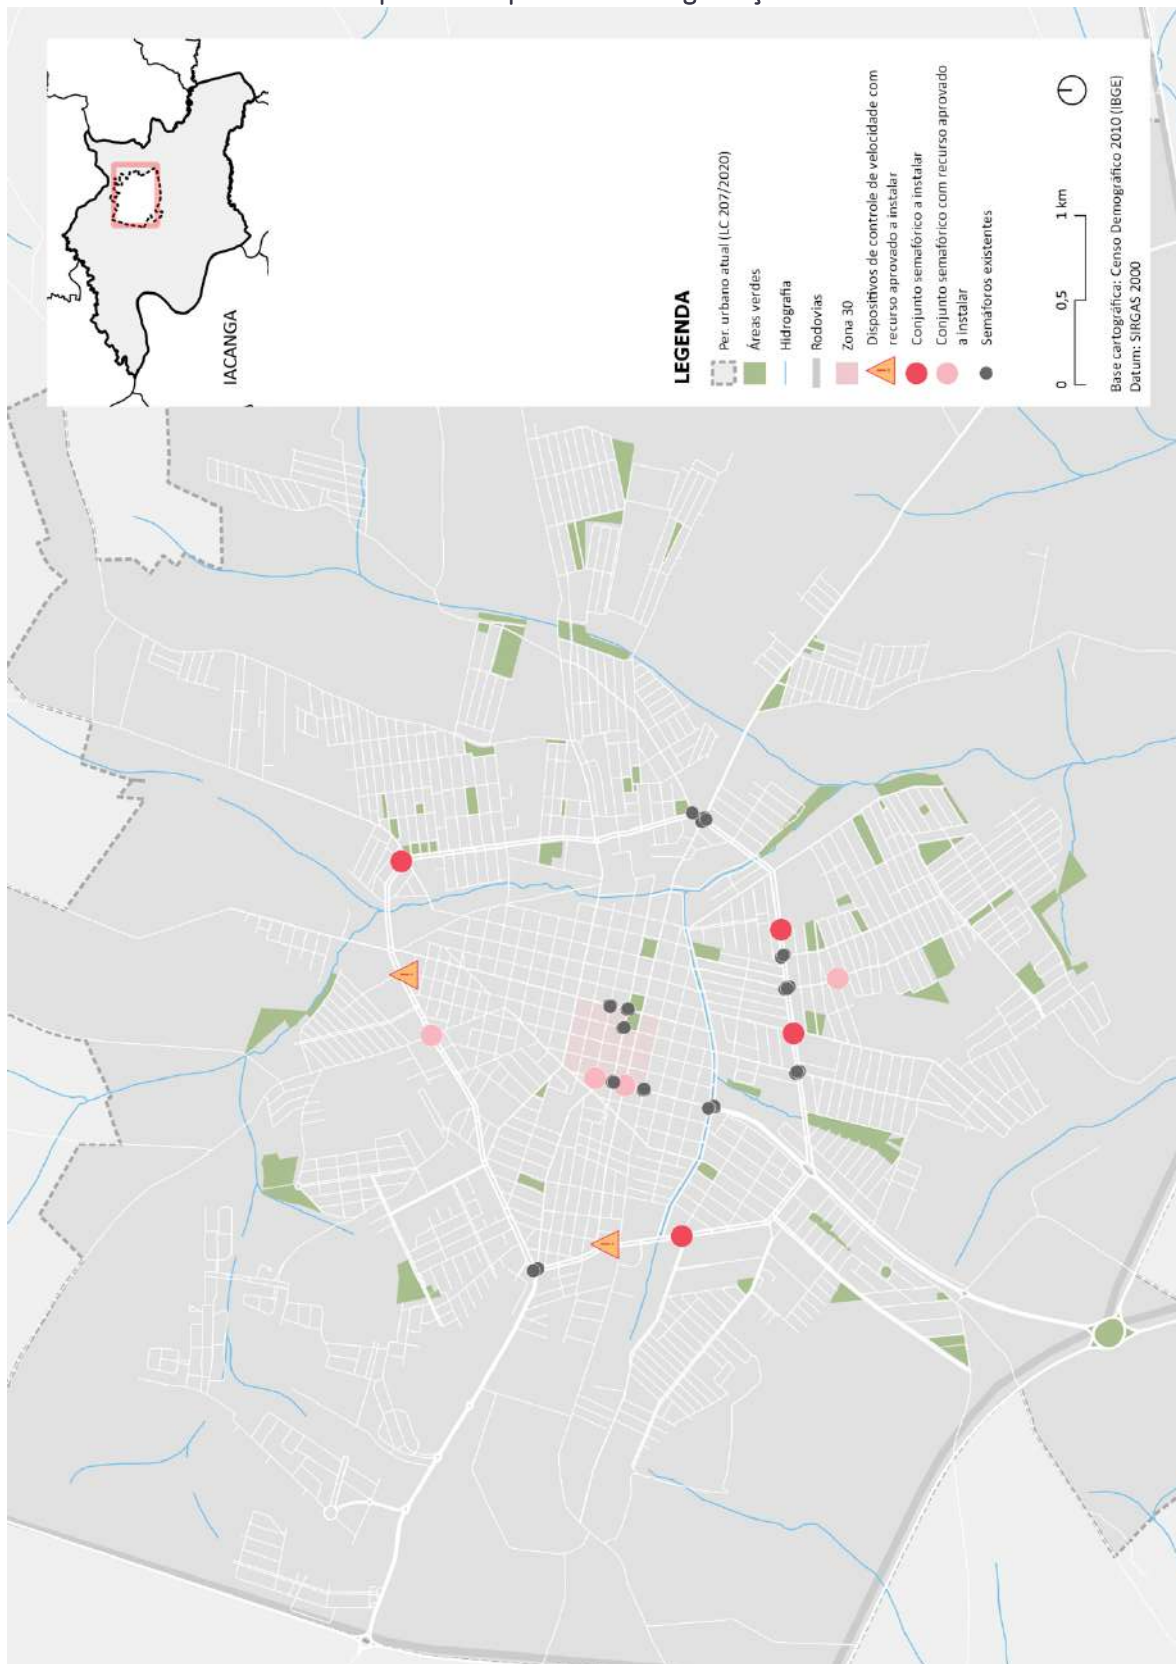 IACANGA
LEGENDA
Per. urbano atual (LC 207/2020)
Áreas verdes
Hidrografia
Rodovias
Zona 30
Dispositivos de controle de velocidade com
recurso aprovado a instalar
Conjunto semafórico a instalar
Conjunto semafórico com recurso aprovado
a instalar
Semáforos existentes
0
0,5
1 km
Base cartográfica: Censo Demográfico 2010 (IBGE)
Datum: SIRGAS 2000